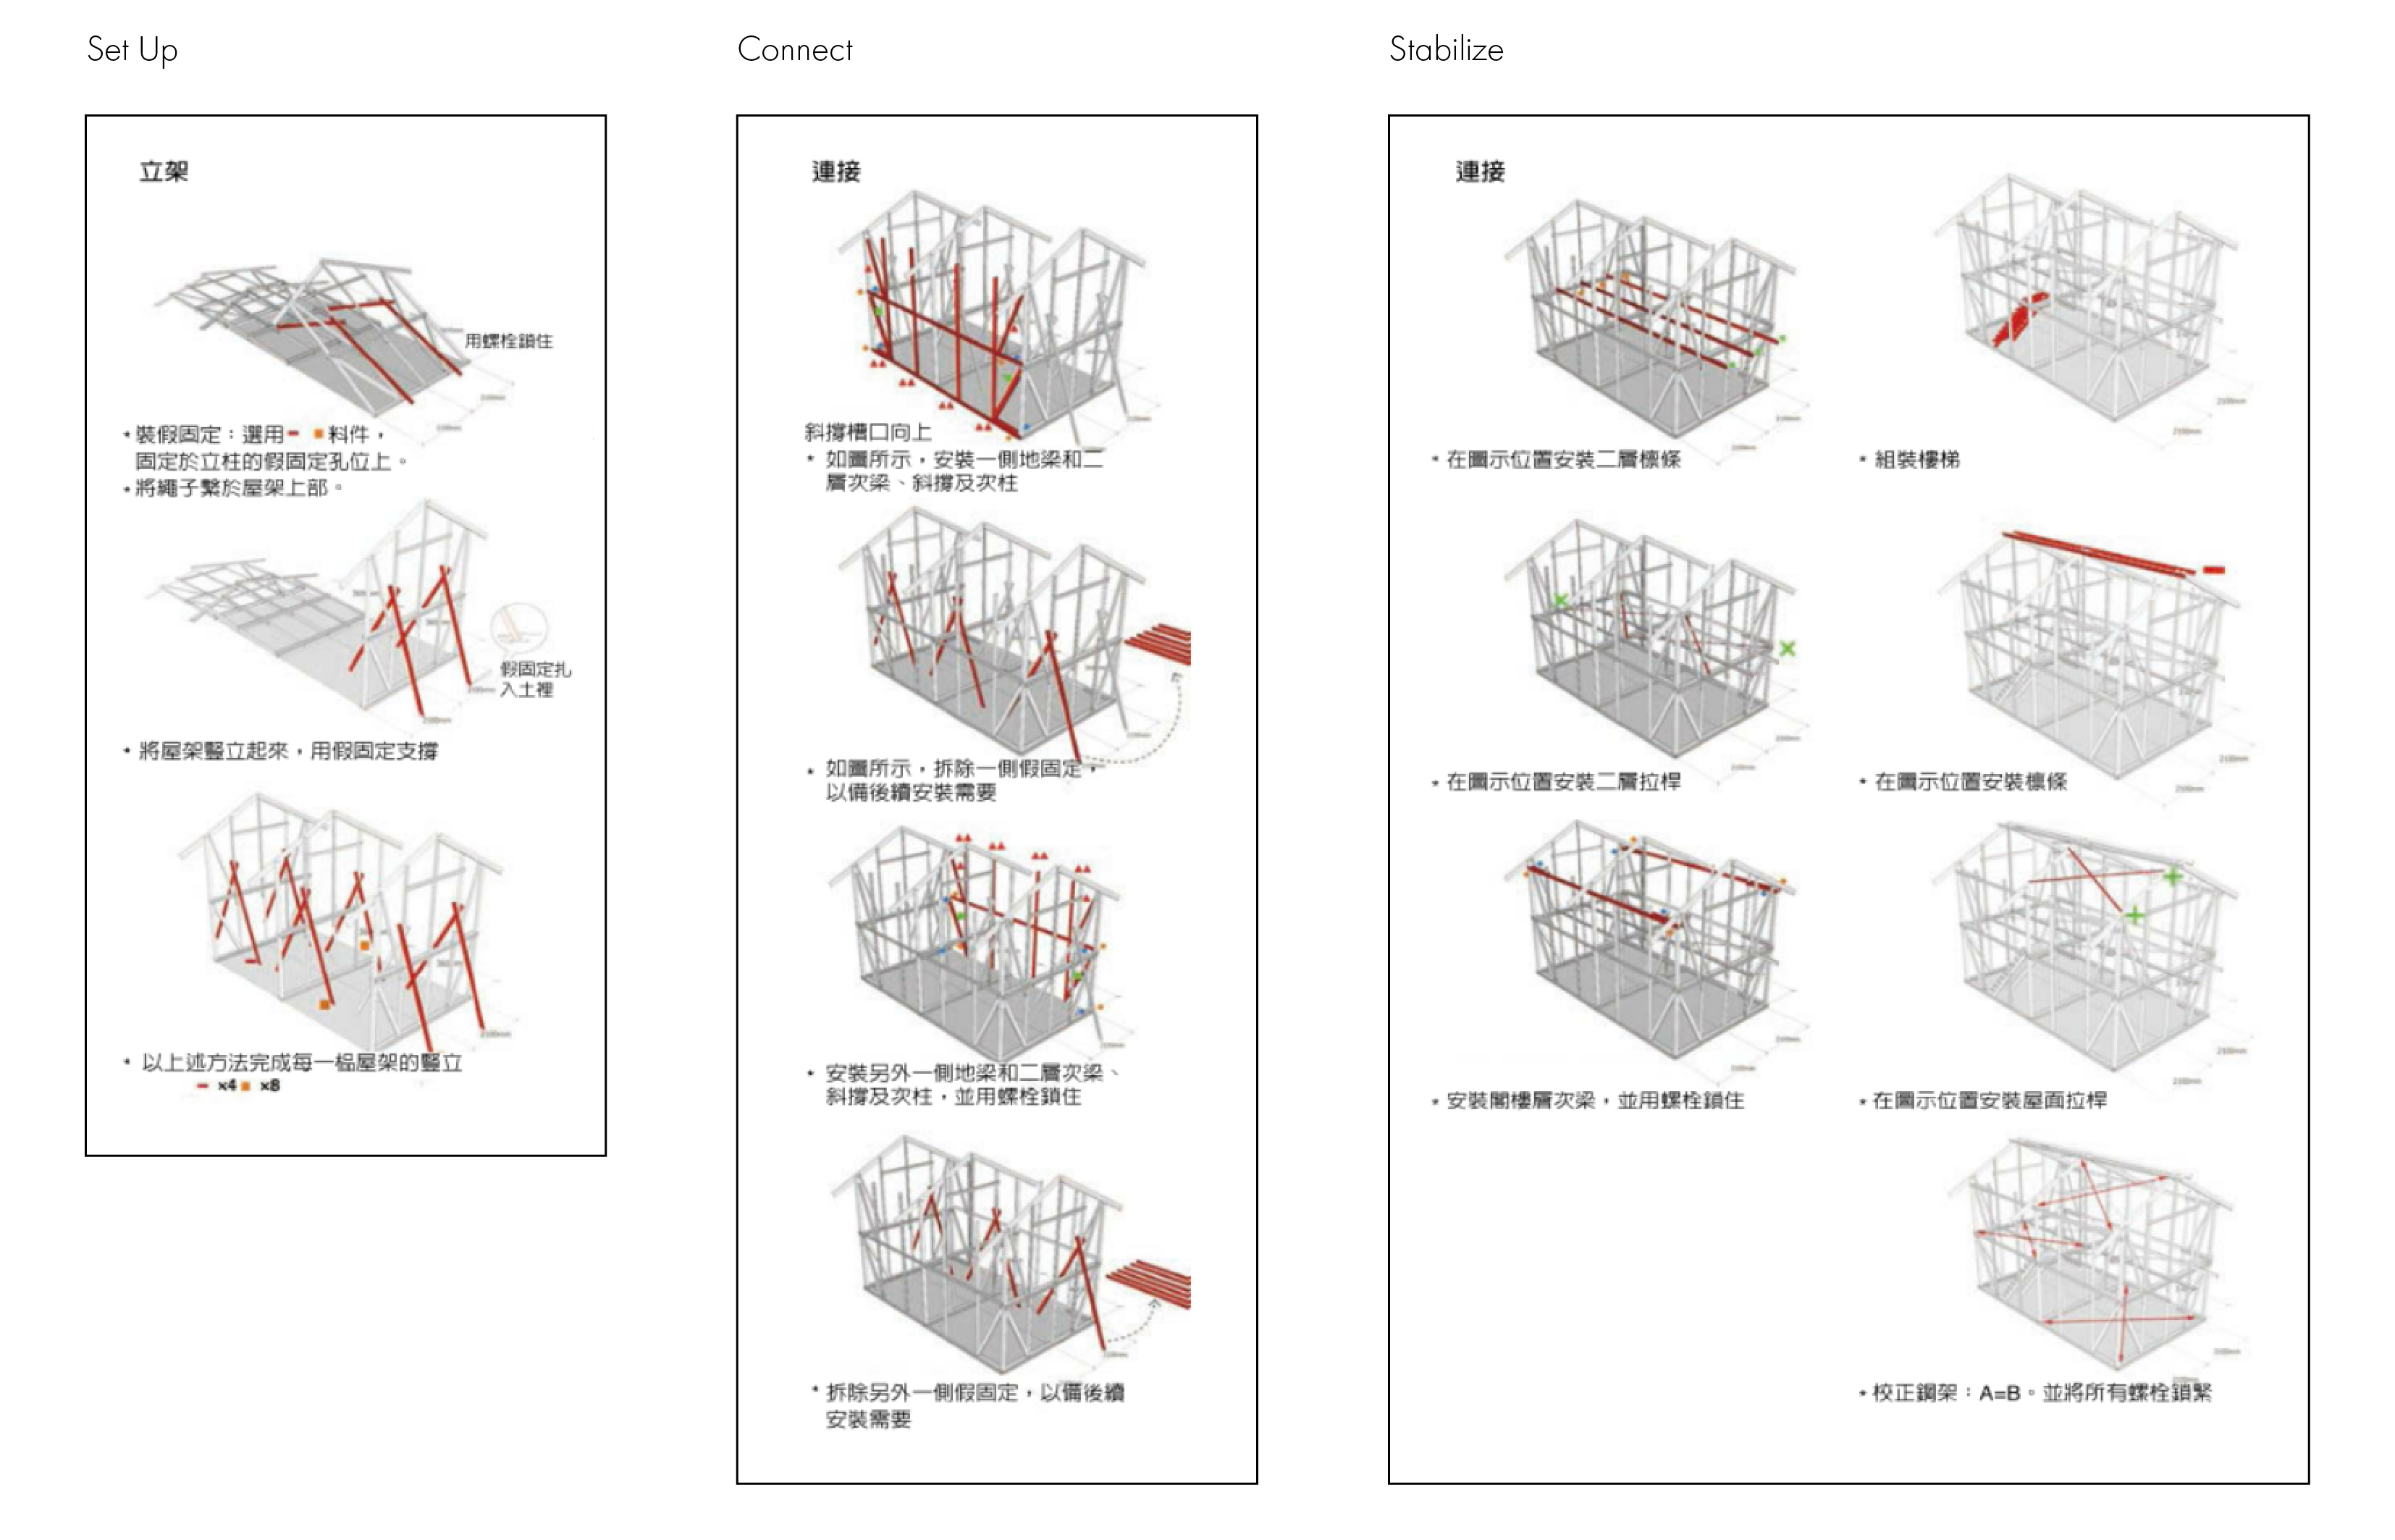 Set Up
立架
用螺栓鎖住
* 裝假固定：選用 料件，
固定於立柱的假固定孔位上。
* 將繩子繫於屋架上部。
假固定扎
入土裡
2100mm
* 將屋架豎立起來，用假固定支撐
2100mm
* 以上述方法完成每一榀屋架的豎立
x4 x8
Connect
連接
斜撐槽口向上
* 如圖所示，安裝一側地梁和二
層次梁、斜撐及次柱
* 如圖所示，拆除一側假固定，
以備後續安裝需要
* 安裝另外一側地梁和二層次梁、
斜撐及次柱，並用螺栓鎖住
* 拆除另外一側假固定，以備後續
安裝需要
Stabilize
連接
* 在圖示位置安裝二層檁條
* 在圖示位置安裝二層拉桿
* 安裝閣樓層次梁，並用螺栓鎖住
2100mm
2100mm
* 組裝樓梯
2100mm
2100mm
* 在圖示位置安裝檁條
2100mm
2100mm
* 在圖示位置安裝屋面拉桿
2100mm
2100mm
* 校正鋼架：A=B。並將所有螺栓鎖緊